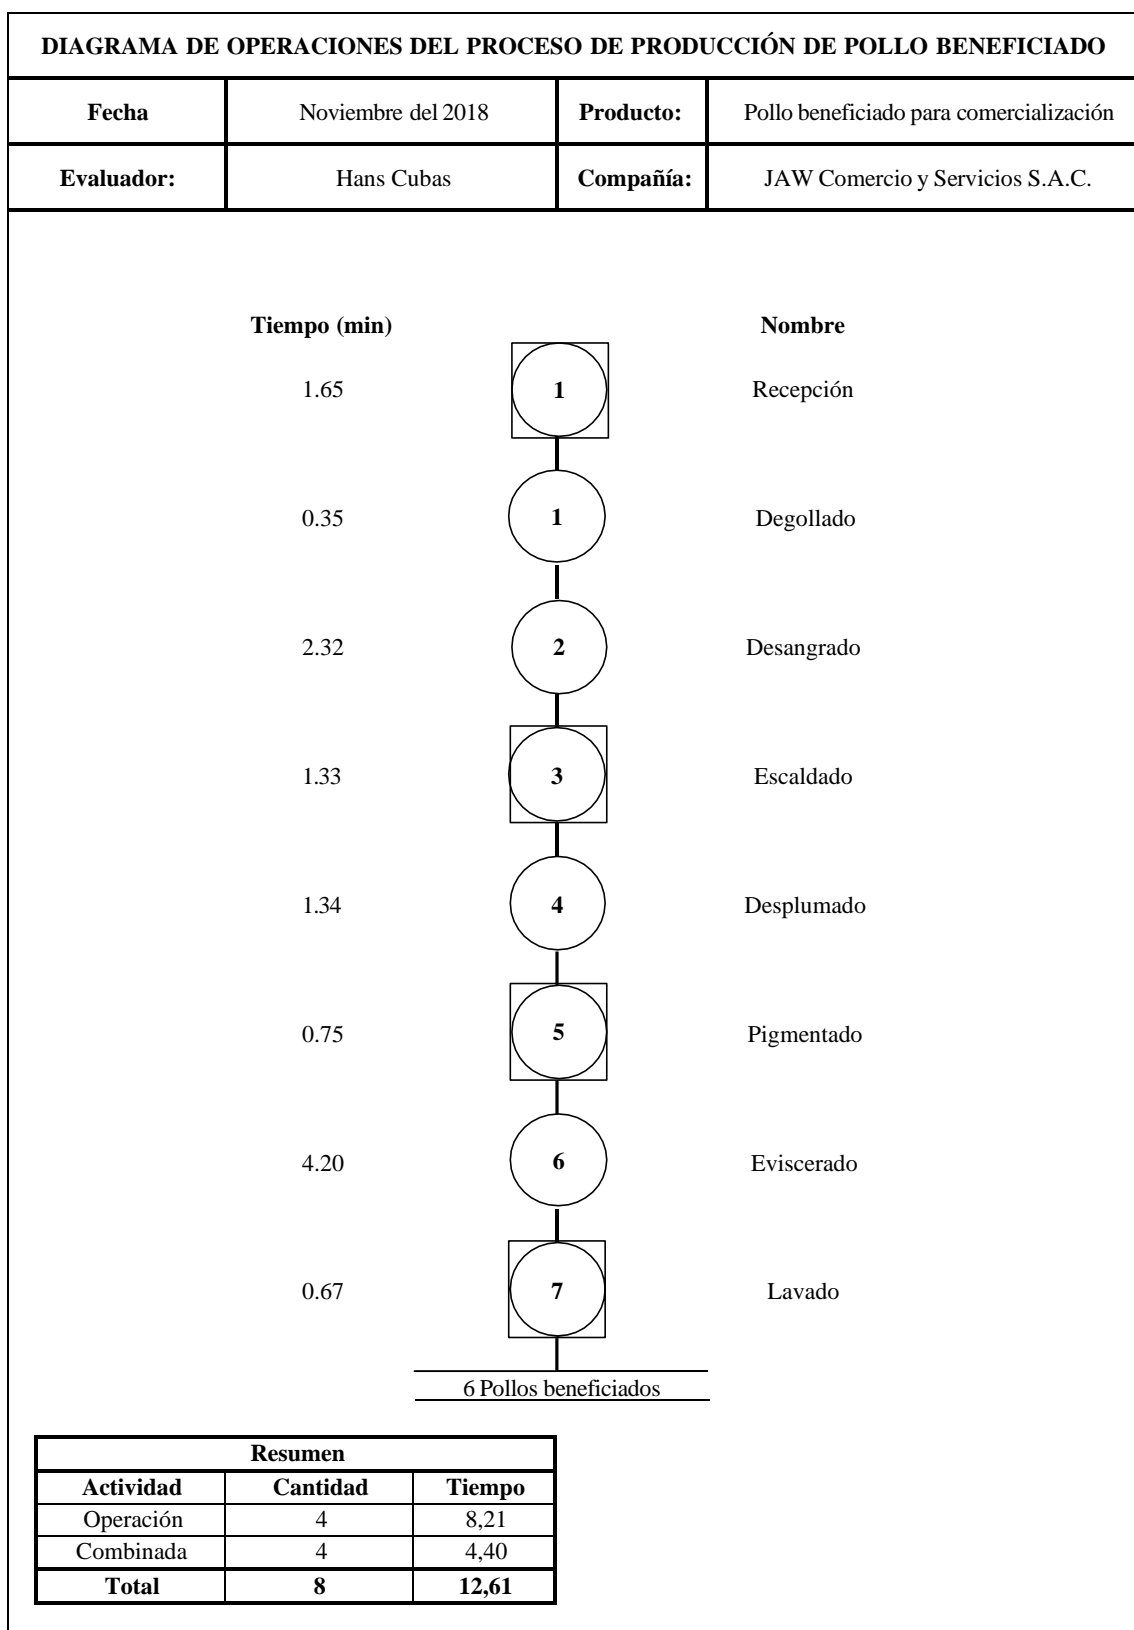 DIAGRAMA DE OPERACIONES DEL PROCESO DE PRODUCCIÓN DE POLLO BENEFICIADO
Fecha Noviembre del 2018 Producto: Pollo beneficiado para comercialización
Evaluador: Hans Cubas Compañía: JAW Comercio y Servicios S.A.C.
Tiempo (min) Nombre
1.65 1 Recepción
0.35 1 Degollado
2.32 2 Desangrado
1.33 3 Escaldado
1.34 4 Desplumado
0.75 5 Pigmentado
4.20 6 Eviscerado
0.67 7 Lavado
6 Pollos beneficiados
Resumen
Actividad Cantidad Tiempo
Operación 4 8,21
Combinada 4 4,40
Total 8 12,61